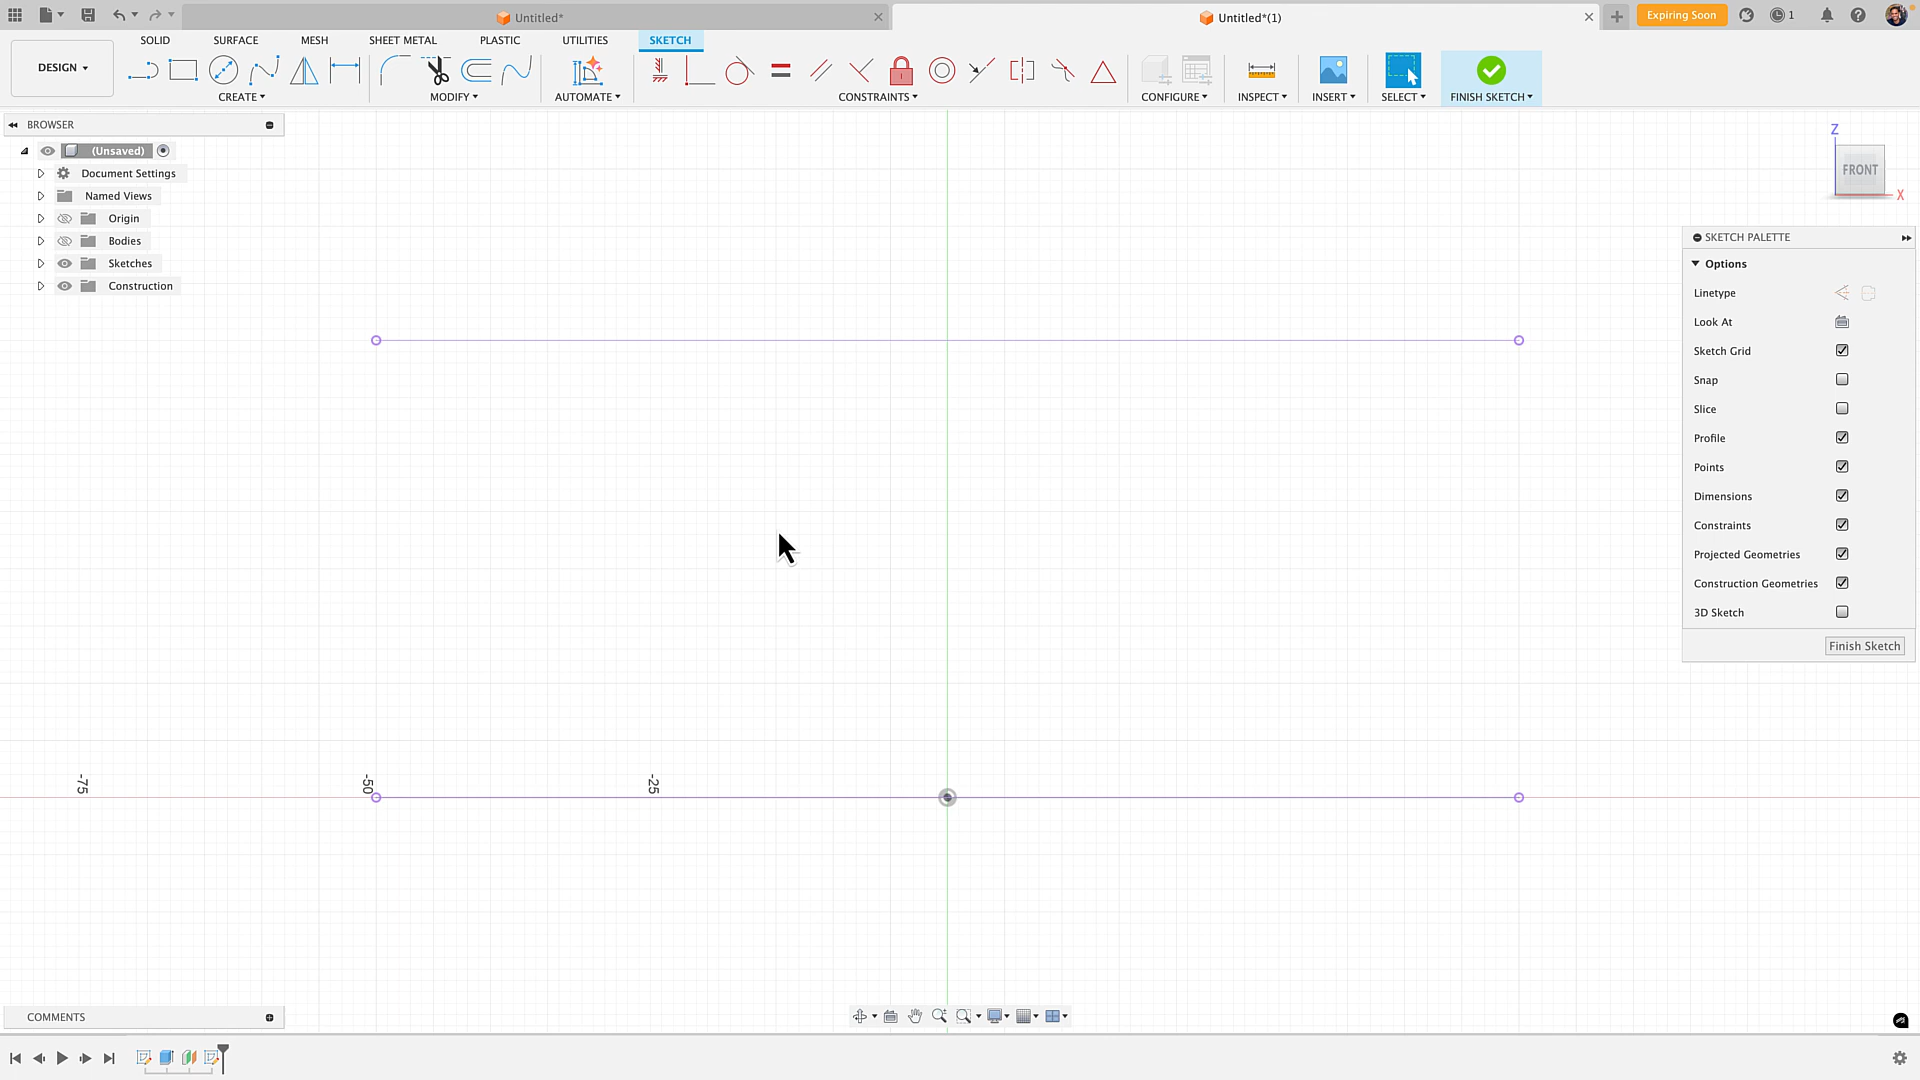 Untitled*
Untitled*(1)
Expiring Soon
1
DESIGN
SOLID
SURFACE
MESH
SHEET METAL
PLASTIC
UTILITIES
SKETCH
CREATE
MODIFY
AUTOMATE
CONSTRAINTS
CONFIGURE
INSPECT
INSERT
SELECT
FINISH SKETCH
BROWSER
(Unsaved)
Document Settings
Named Views
Origin
Bodies
Sketches
Construction
Z
FRONT
X
SKETCH PALETTE
Options
Linetype
Look At
Sketch Grid
Snap
Slice
Profile
Points
Dimensions
Constraints
Projected Geometries
Construction Geometries
3D Sketch
Finish Sketch
-75
-50
-25
COMMENTS